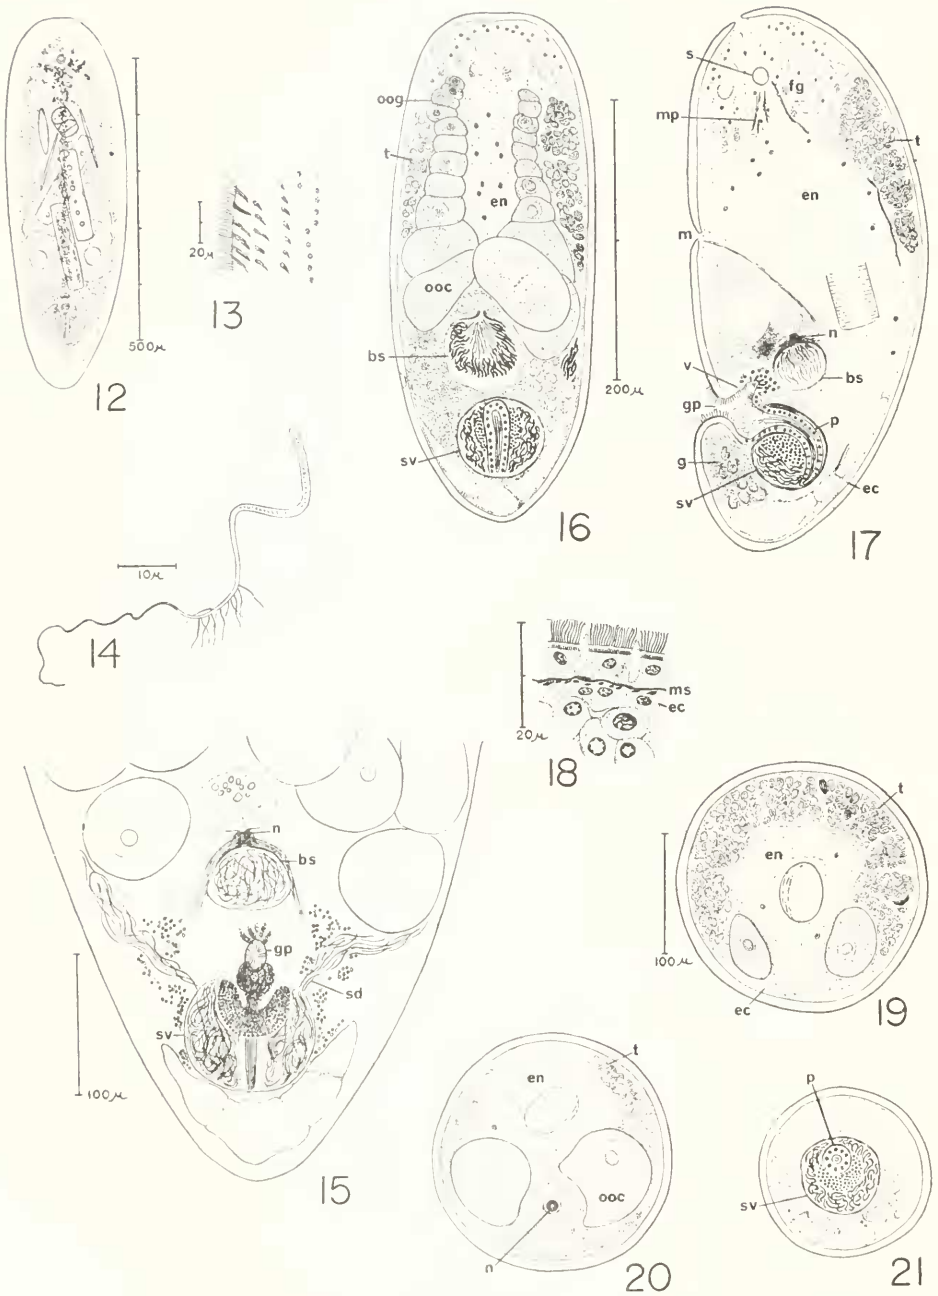 500μ
12
20μ
13
oog
t
en
ooc
bs
sv
200μ
16
s
fg
mp
t
en
m
n
v
bs
gp
p
g
sv
ec
17
10μ
14
20μ
ms
ec
18
n
bs
gp
sd
sv
100μ
15
t
en
100μ
ec
19
t
en
ooc
n
20
p
sv
21